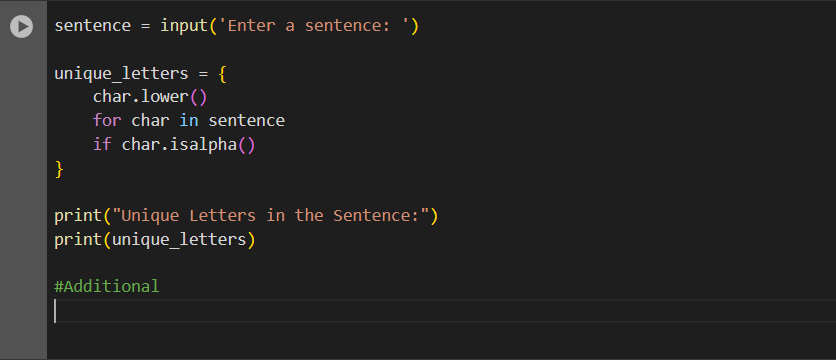 sentence = input('Enter a sentence: ')
unique_letters = {
    char.lower()
    for char in sentence
    if char.isalpha()
}
print("Unique Letters in the Sentence:")
print(unique_letters)
#Additional